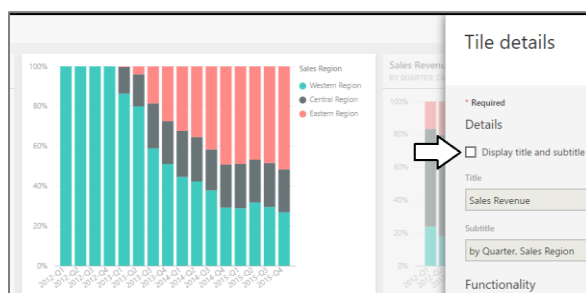 100%
80%
60%
40%
20%
0%
2012-Q1
2012-Q2
2012-Q3
2012-Q4
2013-Q1
2013-Q2
2013-Q3
2013-Q4
2014-Q1
2014-Q2
2014-Q3
2014-Q4
2015-Q1
2015-Q2
2015-Q3
2015-Q4
Sales Region
Western Region
Central Region
Eastern Region
Sales Revenu
BY QUARTER, CA
100%
80%
60%
40%
20%
0%
Tile details
* Required
Details
Display title and subtitle
Title
Sales Revenue
Subtitle
by Quarter, Sales Region
Functionality